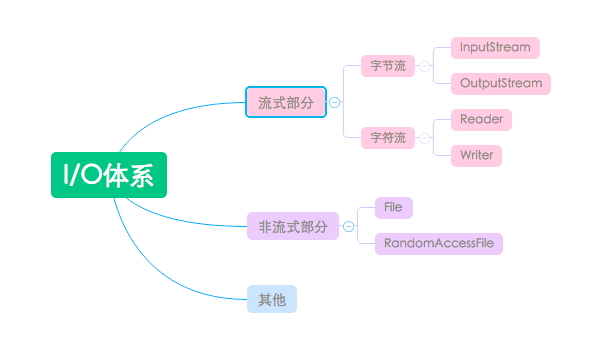 I/O体系
流式部分
字节流
InputStream
OutputStream
字符流
Reader
Writer
非流式部分
File
RandomAccessFile
其他